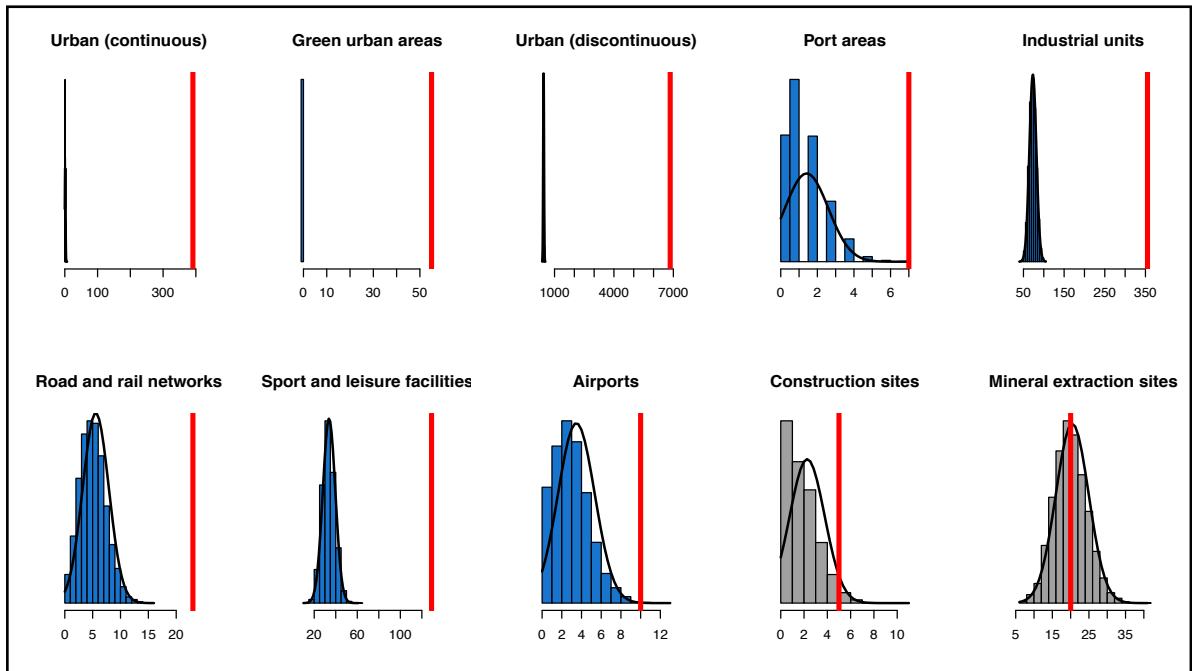 Urban (continuous)
Green urban areas
Urban (discontinuous)
Port areas
Industrial units
0 100 300
0 10 30 50
1000 4000 7000
0 2 4 6
50 150 250 350
Road and rail networks
Sport and leisure facilities
Airports
Construction sites
Mineral extraction sites
0 5 10 20
20 60 100
0 2 4 6 8 12
0 2 4 6 8 10
5 15 25 35